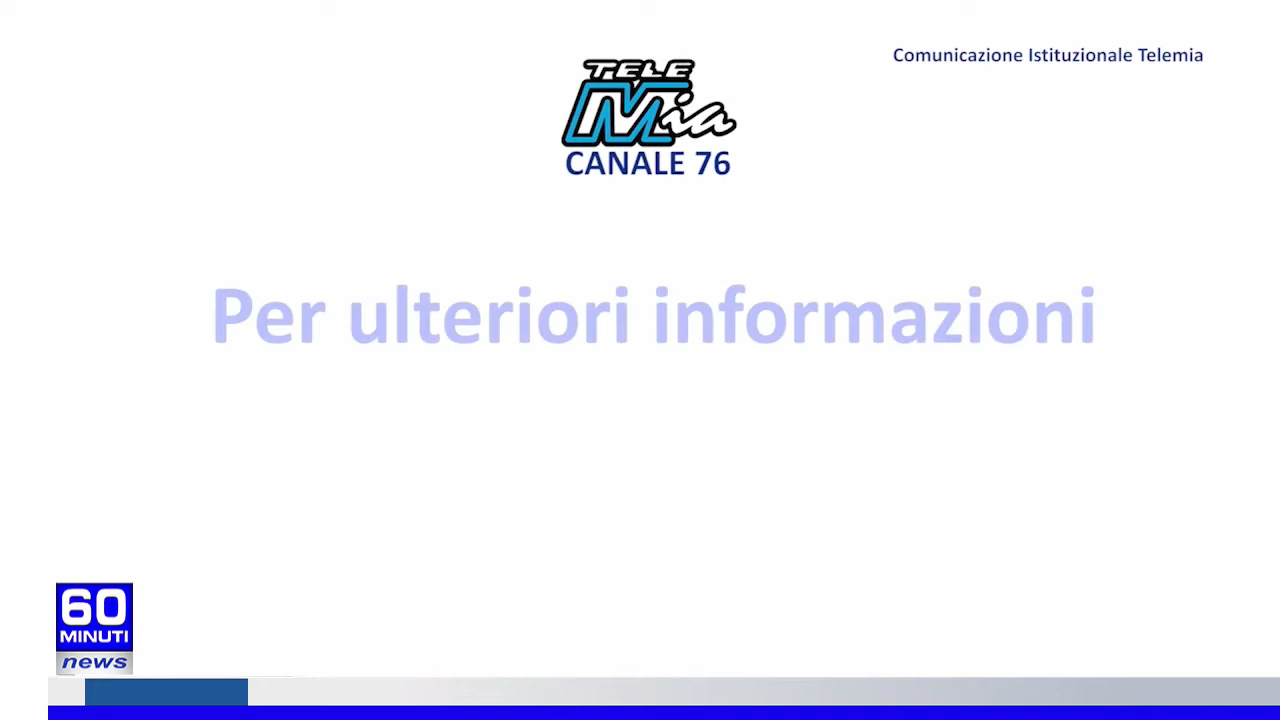 Comunicazione Istituzionale Telemia
TELE
Mia
CANALE 76
Per ulteriori informazioni
60
MINUTI
news